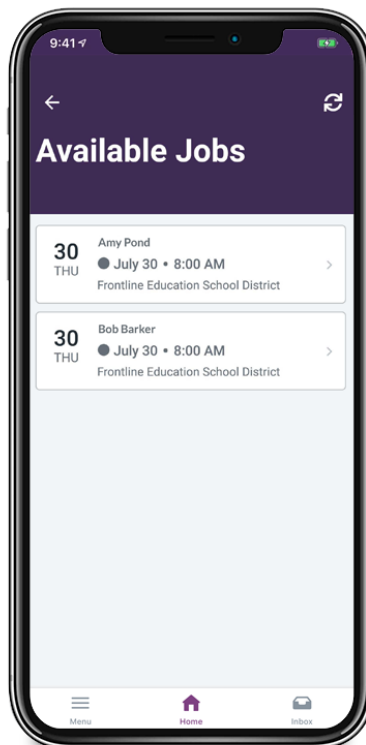 9:41
Available Jobs
30
THU
Amy Pond
July 30 • 8:00 AM
Frontline Education School District
30
THU
Bob Barker
July 30 • 8:00 AM
Frontline Education School District
Menu
Home
Inbox